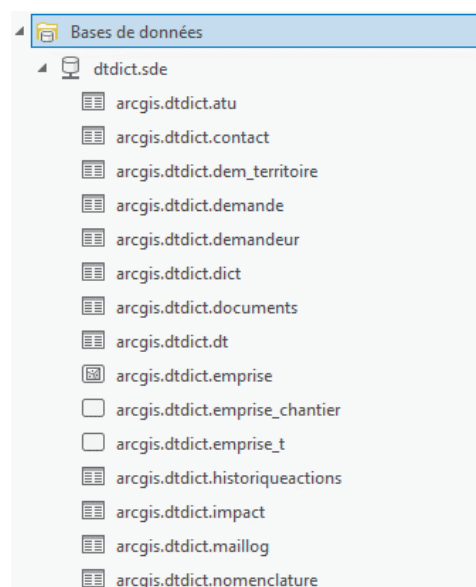 Bases de données
dtdict.sde
arcgis.dtdict.atu
arcgis.dtdict.contact
arcgis.dtdict.dem_territoire
arcgis.dtdict.demande
arcgis.dtdict.demandeur
arcgis.dtdict.dict
arcgis.dtdict.documents
arcgis.dtdict.dt
arcgis.dtdict.emprise
arcgis.dtdict.emprise_chantier
arcgis.dtdict.emprise_t
arcgis.dtdict.historiqueactions
arcgis.dtdict.impact
arcgis.dtdict.maillog
arcgis.dtdict.nomenclature